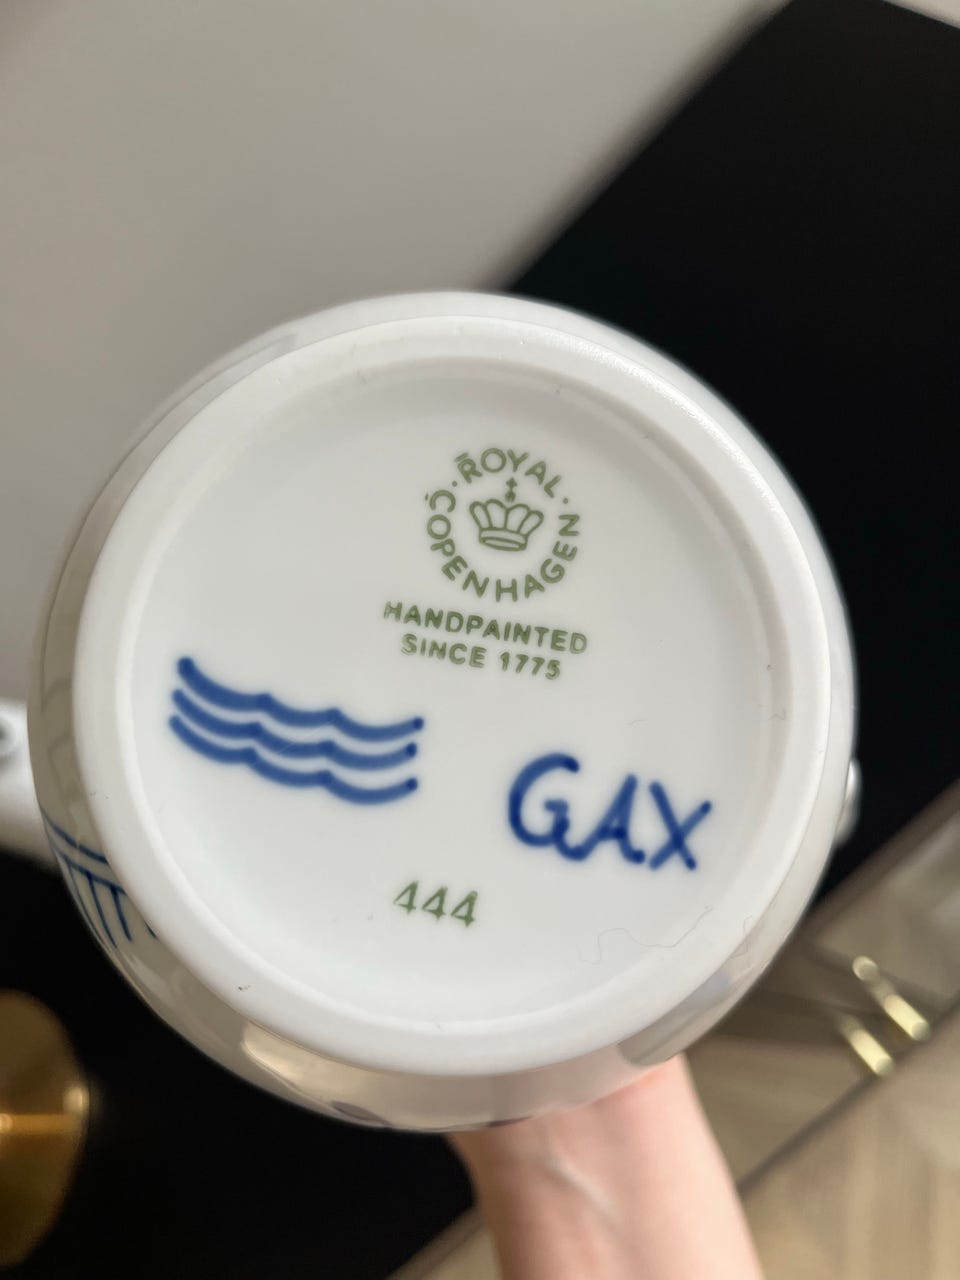 ROYAL · COPENHAGEN ·
HANDPAINTED
SINCE 1775
GAX
444